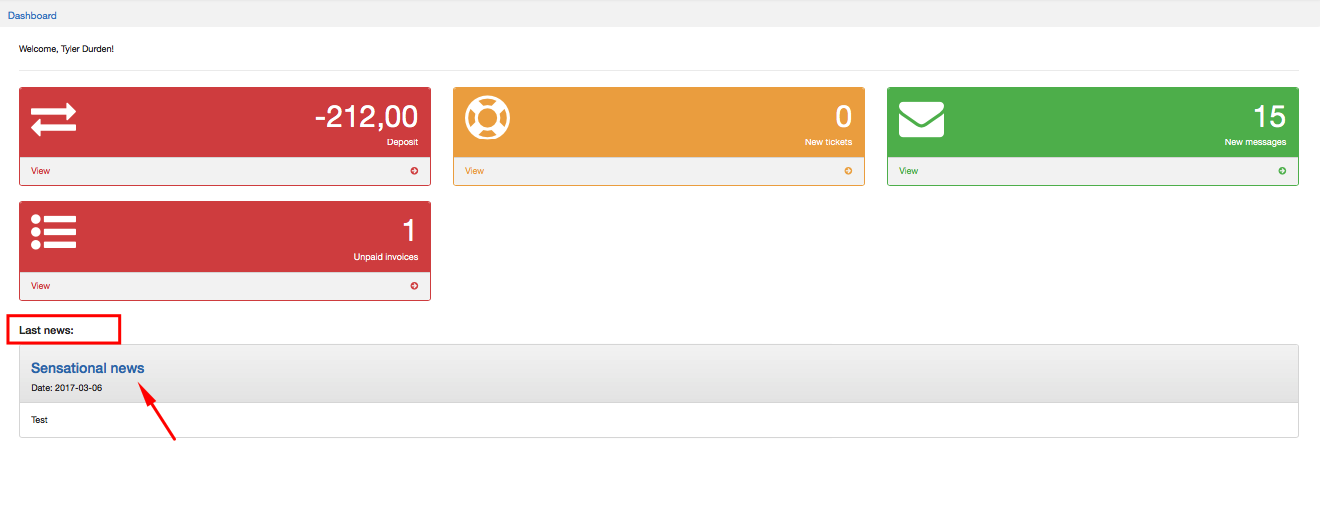 Dashboard
Welcome, Tyler Durden!
-212,00
Deposit
View
0
New tickets
View
15
New messages
View
1
Unpaid invoices
View
Last news:
Sensational news
Date: 2017-03-06
Test